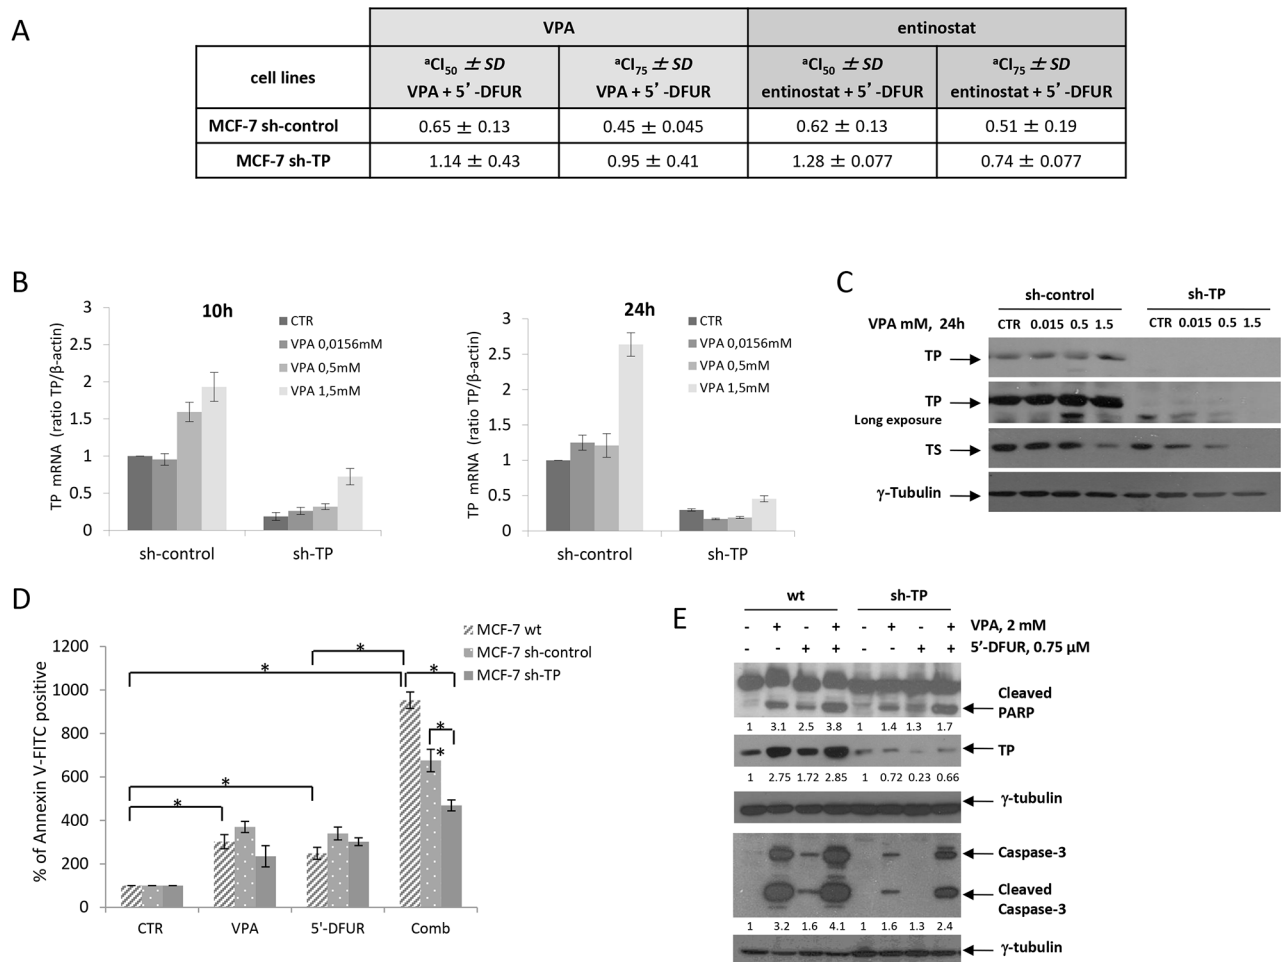 A
VPA entinostat
cell lines
ᵃCI₅₀ ± SD ᵃCI₇₅ ± SD ᵃCI₅₀ ± SD ᵃCI₇₅ ± SD
VPA + 5’ -DFUR VPA + 5’ -DFUR entinostat + 5’ -DFUR entinostat + 5’ -DFUR
MCF-7 sh-control 0.65 ± 0.13 0.45 ± 0.045 0.62 ± 0.13 0.51 ± 0.19
MCF-7 sh-TP 1.14 ± 0.43 0.95 ± 0.41 1.28 ± 0.077 0.74 ± 0.077
B
TP mRNA (ratio TP/β-actin)
3
2.5
2
1.5
1
0.5
0
10h
CTR
VPA 0,0156mM
VPA 0,5mM
VPA 1,5mM
sh-control sh-TP
TP mRNA (ratio TP/β-actin)
3
2.5
2
1.5
1
0.5
0
24h
CTR
VPA 0,0156mM
VPA 0,5mM
VPA 1,5mM
sh-control sh-TP
C
sh-control sh-TP
VPA mM, 24h CTR 0.015 0.5 1.5 CTR 0.015 0.5 1.5
TP
TP
Long exposure
TS
γ-Tubulin
D
% of Annexin V-FITC positive
1200
1000
800
600
400
200
0
MCF-7 wt
MCF-7 sh-control
MCF-7 sh-TP
* * * * * * *
CTR VPA 5'-DFUR Comb
E
wt sh-TP
- + - + - + - + VPA, 2 mM
- - + + - - + + 5’-DFUR, 0.75 µM
Cleaved
PARP
1 3.1 2.5 3.8 1 1.4 1.3 1.7
TP
1 2.75 1.72 2.85 1 0.72 0.23 0.66
γ-tubulin
Caspase-3
Cleaved
Caspase-3
1 3.2 1.6 4.1 1 1.6 1.3 2.4
γ-tubulin